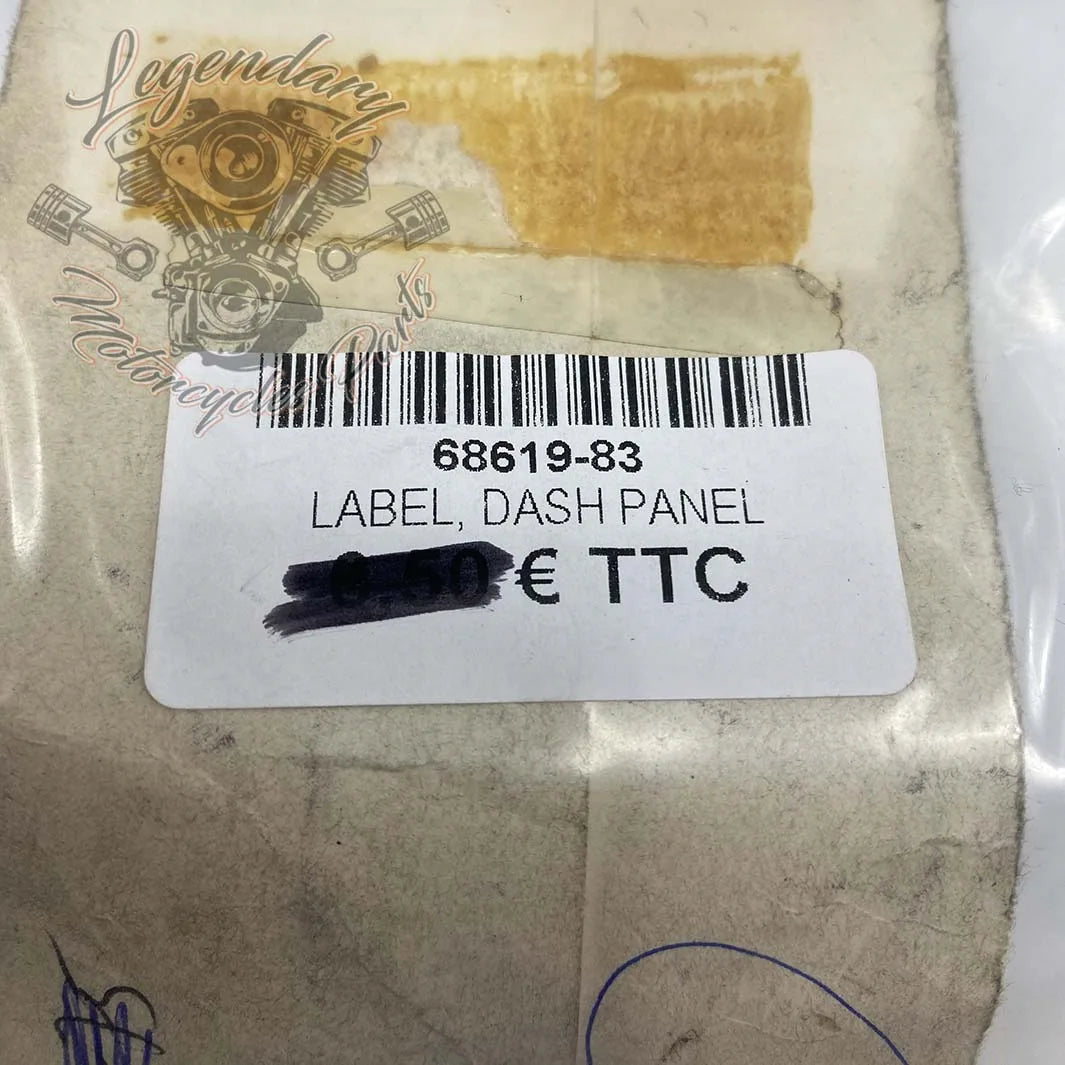 Legendary
Motorcycles Parts
68619-83
LABEL, DASH PANEL
€ TTC